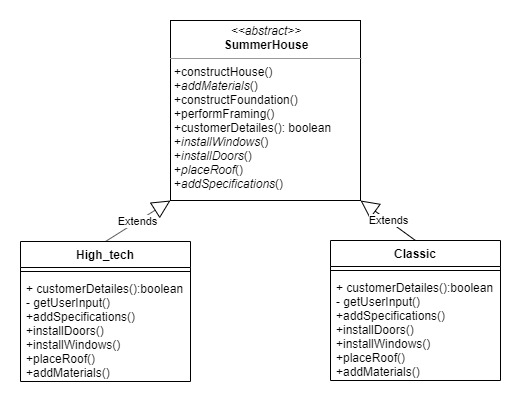 <<abstract>>
SummerHouse
+constructHouse()
+addMaterials()
+constructFoundation()
+performFraming()
+customerDetailes(): boolean
+installWindows()
+installDoors()
+placeRoof()
+addSpecifications()
Extends
Extends
High_tech
+ customerDetailes():boolean
- getUserInput()
+addSpecifications()
+installDoors()
+installWindows()
+placeRoof()
+addMaterials()
Classic
+ customerDetailes():boolean
- getUserInput()
+addSpecifications()
+installDoors()
+installWindows()
+placeRoof()
+addMaterials()